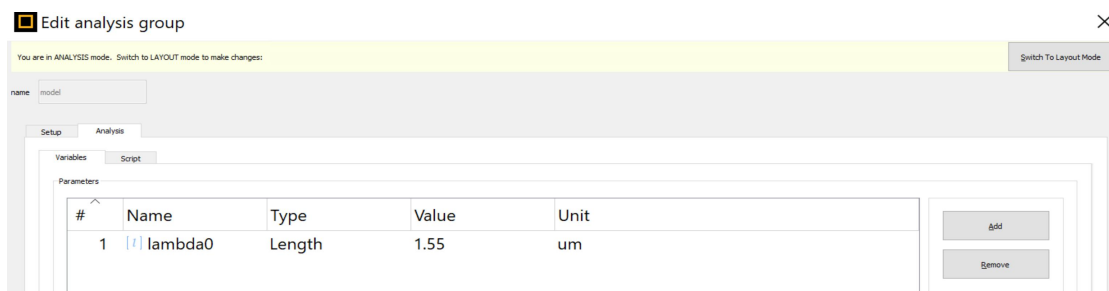 Edit analysis group
You are in ANALYSIS mode. Switch to LAYOUT mode to make changes:
Switch To Layout Mode
name model
Setup Analysis
Variables Script
Parameters
# Name Type Value Unit
1 [l] lambda0 Length 1.55 um
Add
Remove